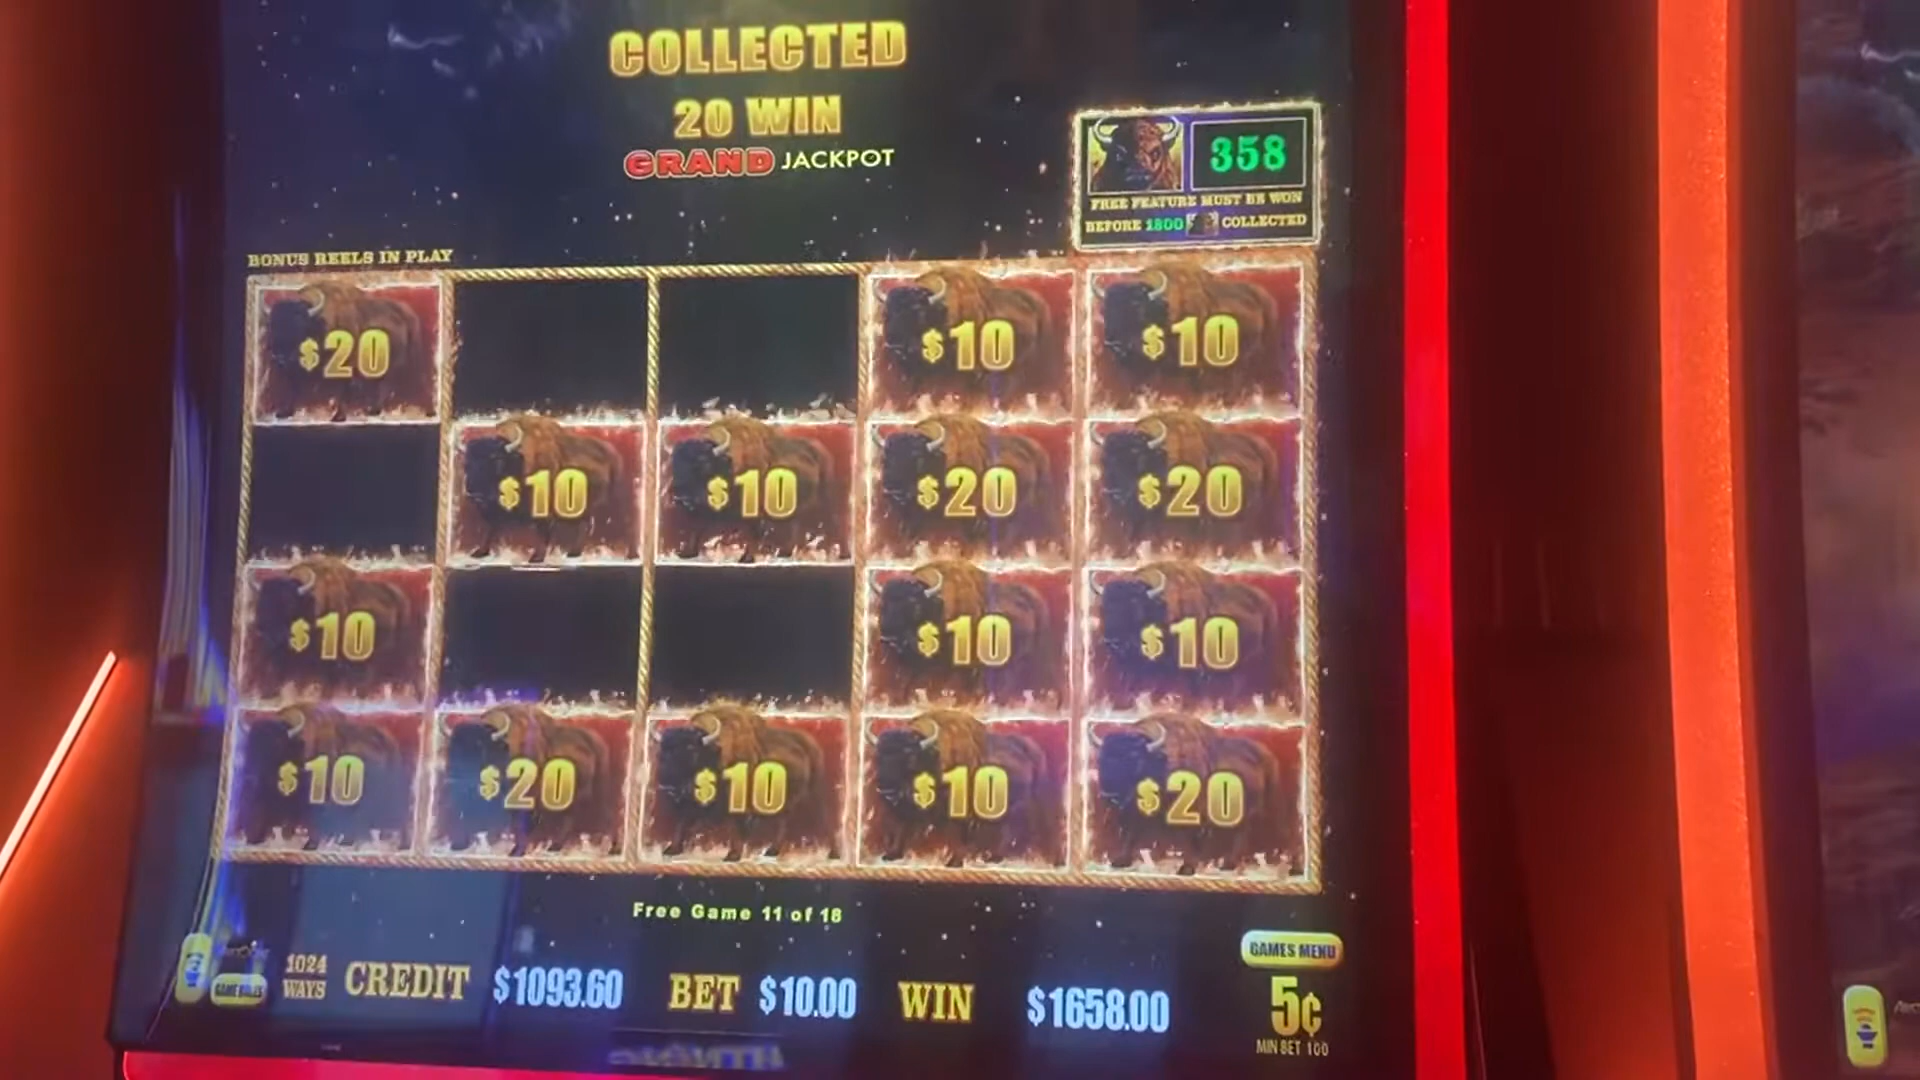 COLLECTED
20 WIN
GRAND JACKPOT
358
FREE FEATURE MUST BE WON
BEFORE 1800 COLLECTED
BONUS REELS IN PLAY
$20 $10 $10
$10 $10 $20 $20
$10 $10 $10
$10 $20 $10 $10 $20
Free Game 11 of 18
GAMES MENU
GAME RULES
1024
WAYS
CREDIT $1093.60 BET $10.00 WIN $1658.00
5¢
MIN BET 100